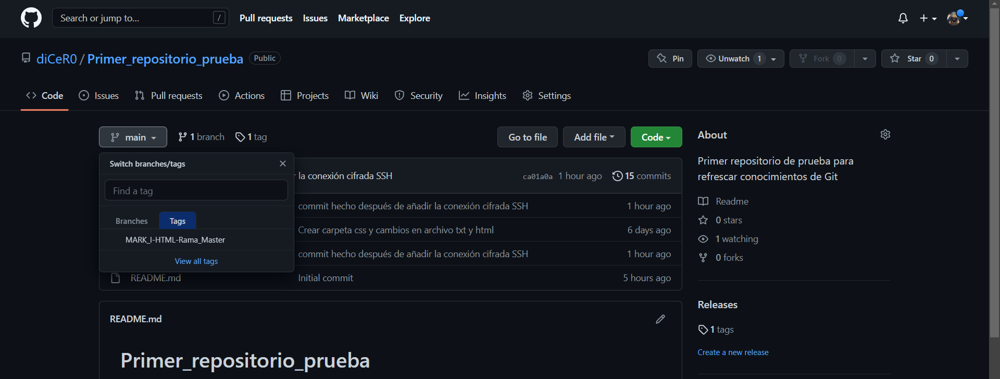 Search or jump to... /
Pull requests Issues Marketplace Explore
diCeR0 / Primer_repositorio_prueba Public
Pin Unwatch 1 Fork 0 Star 0
Code Issues Pull requests Actions Projects Wiki Security Insights Settings
main 1 branch 1 tag Go to file Add file Code
Switch branches/tags
Find a tag
Branches Tags
MARK_I-HTML-Rama_Master
View all tags
r la conexión cifrada SSH ca01a0a 1 hour ago 15 commits
commit hecho después de añadir la conexión cifrada SSH 1 hour ago
Crear carpeta css y cambios en archivo txt y html 6 days ago
commit hecho después de añadir la conexión cifrada SSH 1 hour ago
README.md Initial commit 5 hours ago
README.md
Primer_repositorio_prueba
About
Primer repositorio de prueba para
refrescar conocimientos de Git
Readme
0 stars
1 watching
0 forks
Releases
1 tags
Create a new release